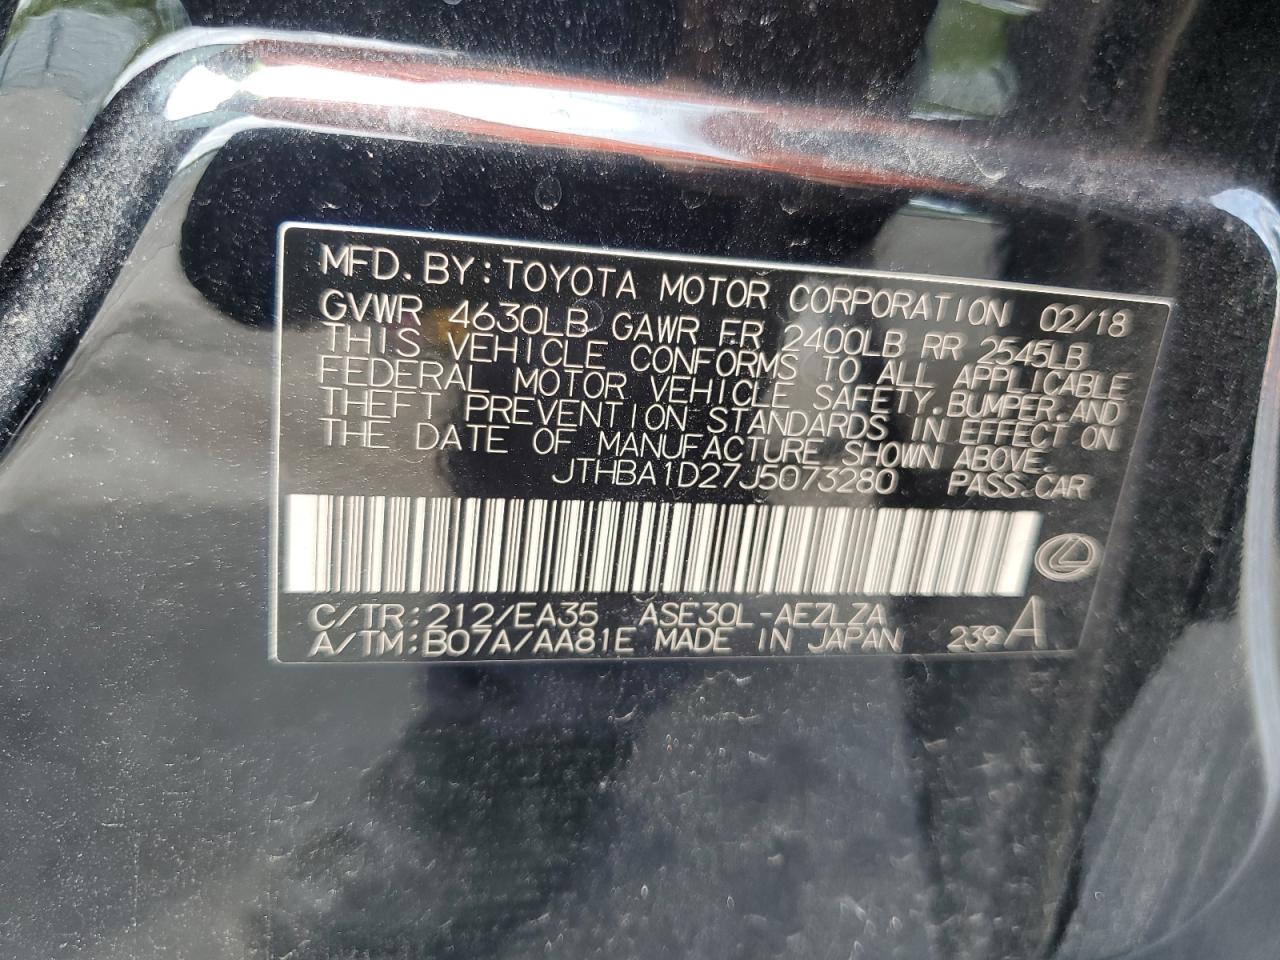 MFD.BY:TOYOTA MOTOR CORPORATION 02/18
GVWR 4630LB GAWR FR 2400LB RR 2545LB
THIS VEHICLE CONFORMS TO ALL APPLICABLE
FEDERAL MOTOR VEHICLE SAFETY,BUMPER,AND
THEFT PREVENTION STANDARDS IN EFFECT ON
THE DATE OF MANUFACTURE SHOWN ABOVE.
JTHBA1D27J5073280 PASS.CAR
C/TR:212/EA35 ASE30L-AEZLZA
A/TM:B07A/AA81E MADE IN JAPAN 239 A